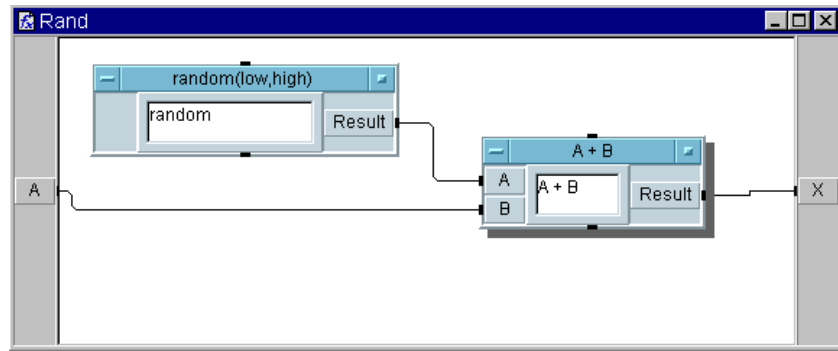 Rand
random(low,high)
random
Result
A + B
A
A
A + B
Result
X
B